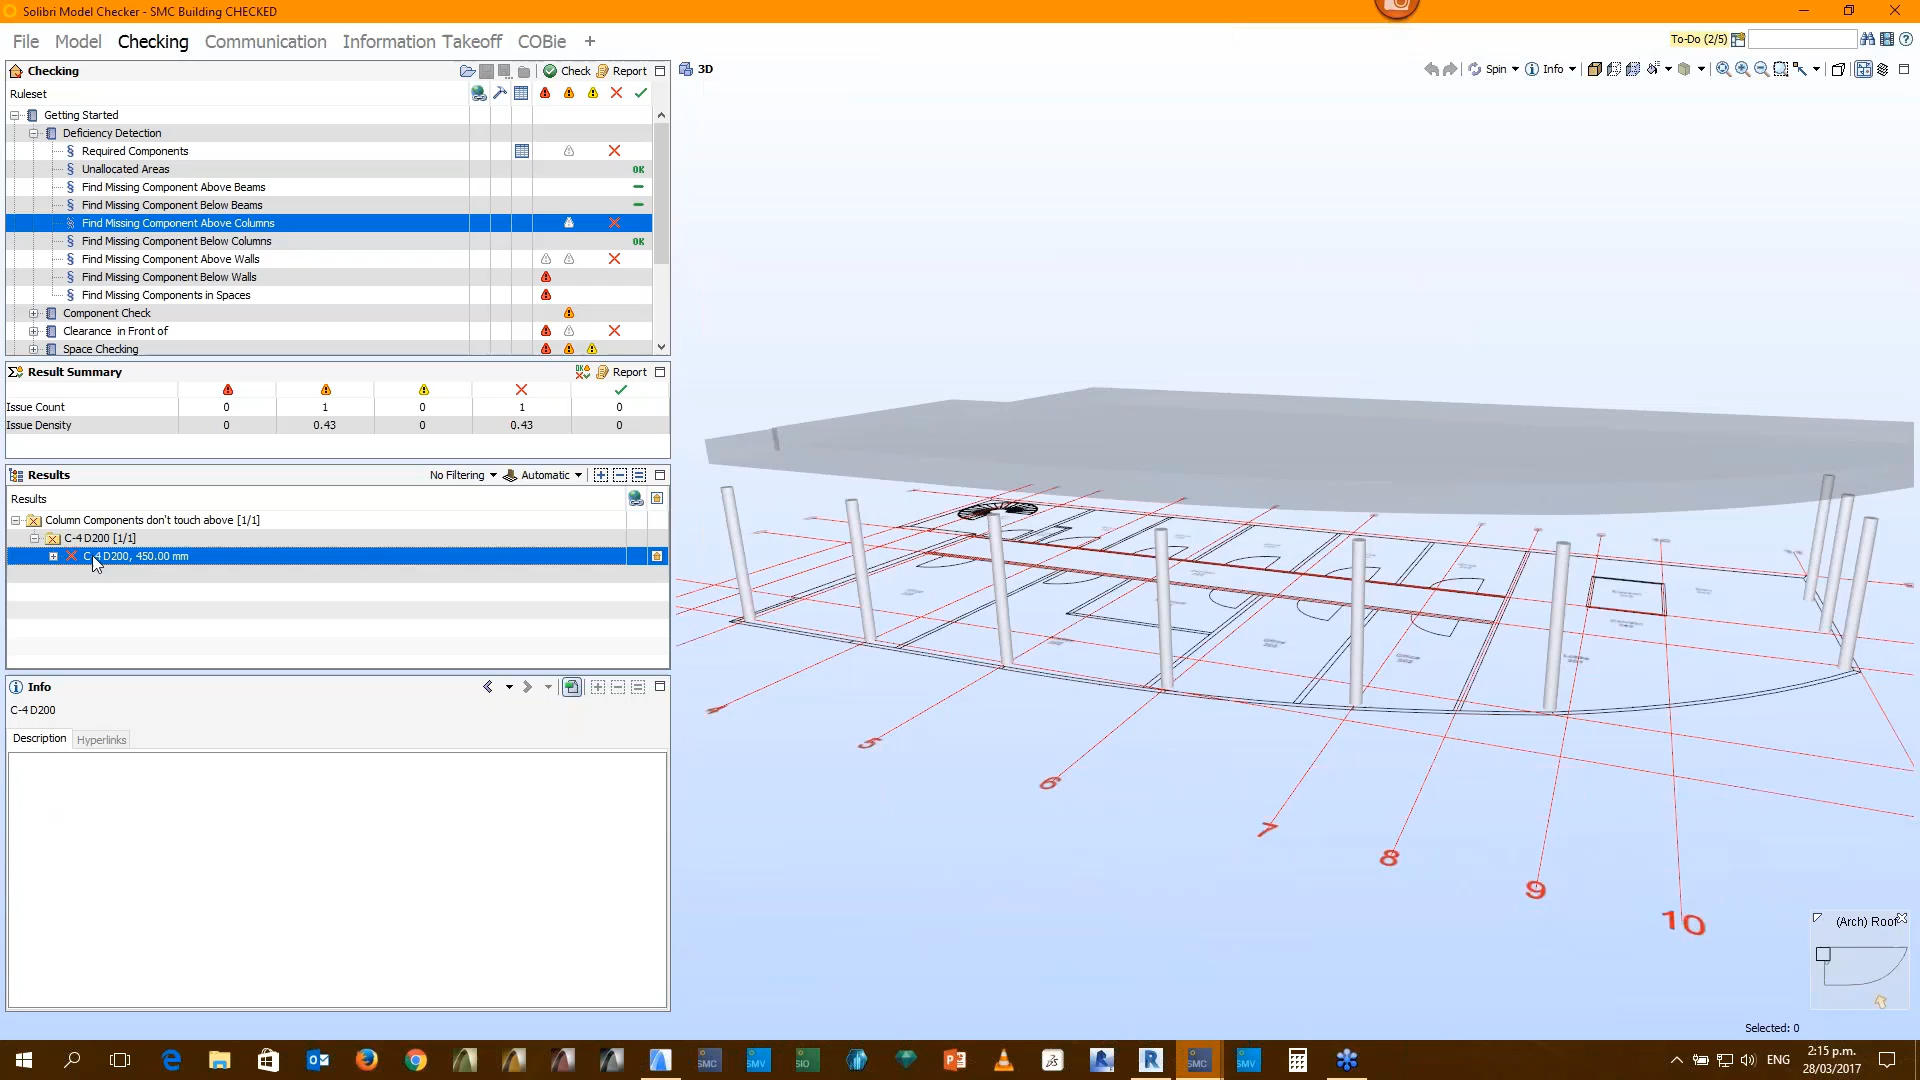 Solibri Model Checker - SMC Building CHECKED
File Model Checking Communication Information Takeoff COBie +
To-Do (2/5)
Checking
Check Report
3D
Spin Info
Ruleset
Getting Started
Deficiency Detection
Required Components
Unallocated Areas OK
Find Missing Component Above Beams
Find Missing Component Below Beams
Find Missing Component Above Columns
Find Missing Component Below Columns OK
Find Missing Component Above Walls
Find Missing Component Below Walls
Find Missing Components in Spaces
Component Check
Clearance in Front of
Space Checking
Result Summary
Report
Issue Count 0 1 0 1 0
Issue Density 0 0.43 0 0.43 0
Results
No Filtering Automatic
Results
Column Components don't touch above [1/1]
C-4 D200 [1/1]
C-4 D200, 450.00 mm
Info
C-4 D200
Description Hyperlinks
5
6
7
8
9
10
(Arch) Roof
Selected: 0
SMC SMV SIO SMC SMV
ENG
2:15 p.m.
28/03/2017